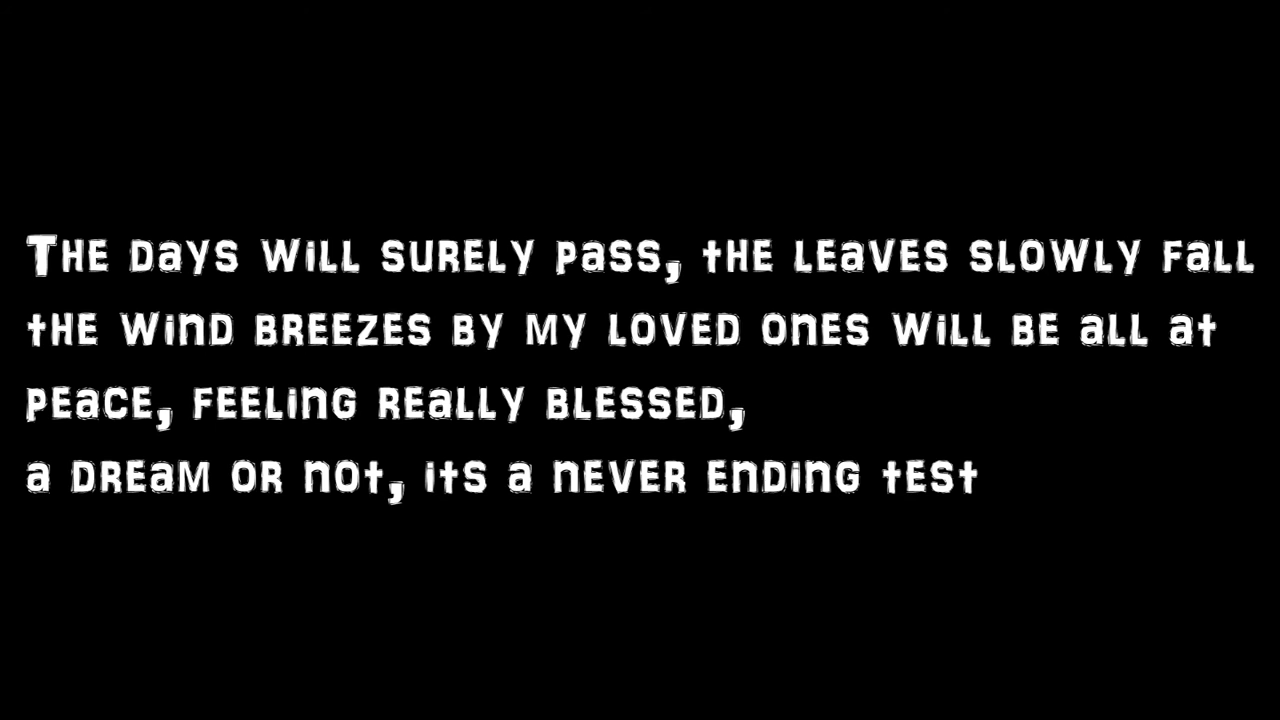 The days will surely pass, the leaves slowly fall
the wind breezes by my loved ones will be all at
peace, feeling really blessed,
a dream or not, its a never ending test